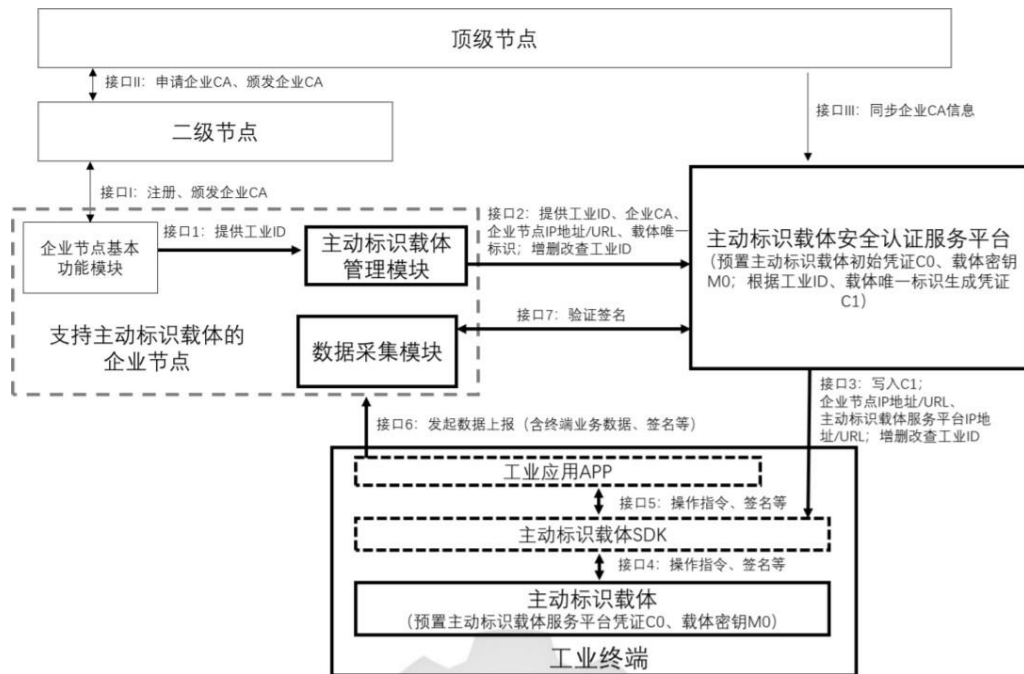 顶级节点
接口II：申请企业CA、颁发企业CA
接口III：同步企业CA信息
二级节点
接口I：注册、颁发企业CA
企业节点基本
功能模块
接口1：提供工业ID
主动标识载体
管理模块
接口2：提供工业ID、企业CA、
企业节点IP地址/URL、载体唯一
标识；增删改查工业ID
主动标识载体安全认证服务平台
（预置主动标识载体初始凭证C0、载体密钥
M0；根据工业ID、载体唯一标识生成凭证
C1）
支持主动标识载体的
企业节点
数据采集模块
接口7：验证签名
接口3：写入C1；
企业节点IP地址/URL、
主动标识载体服务平台IP地
址/URL；增删改查工业ID
接口6：发起数据上报（含终端业务数据、签名等）
工业应用APP
接口5：操作指令、签名等
主动标识载体SDK
接口4：操作指令、签名等
主动标识载体
（预置主动标识载体服务平台凭证C0、载体密钥M0）
工业终端